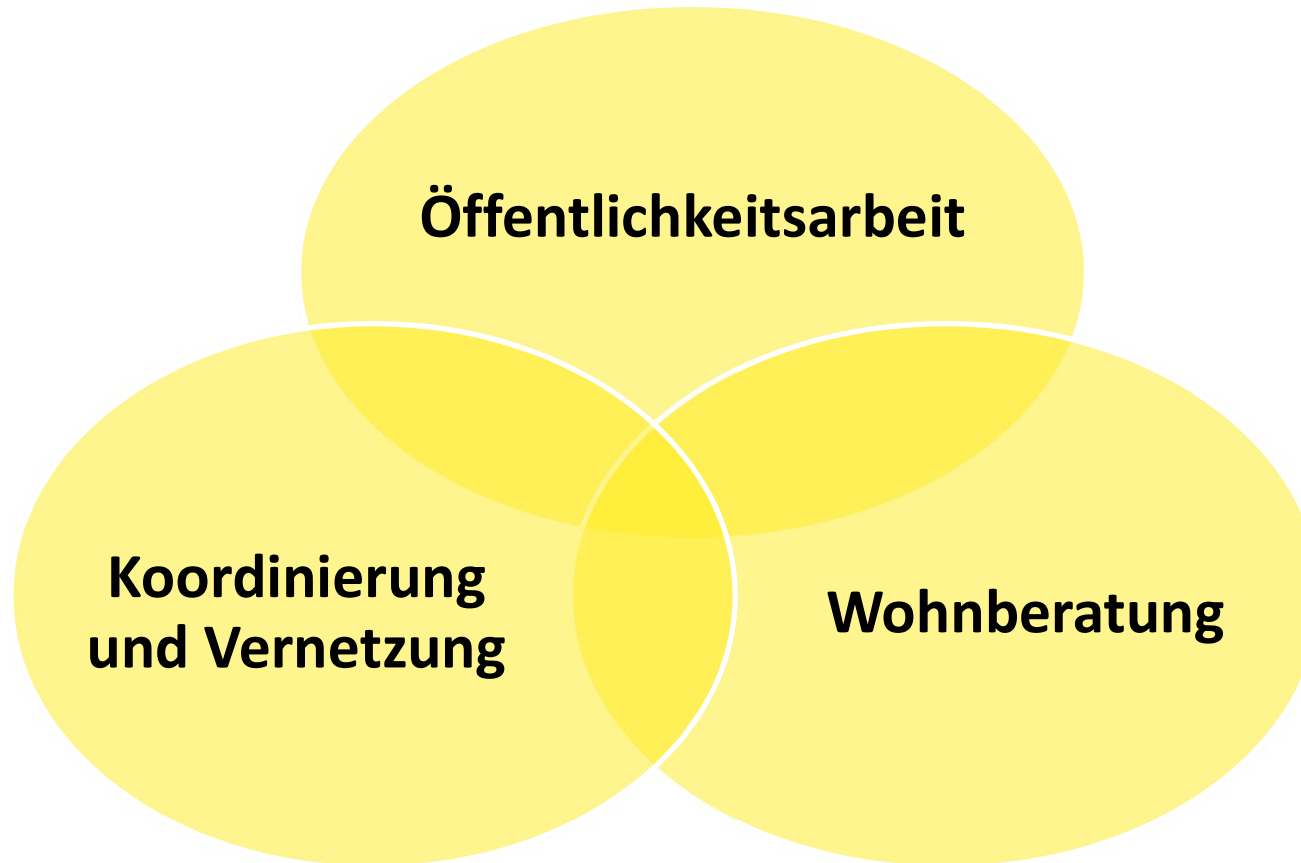 Öffentlichkeitsarbeit
Koordinierung
und Vernetzung
Wohnberatung